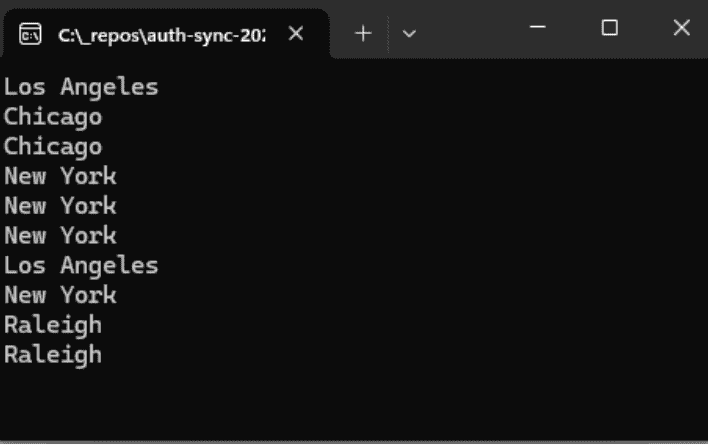 C:\_repos\auth-sync-202
Los Angeles
Chicago
Chicago
New York
New York
New York
Los Angeles
New York
Raleigh
Raleigh